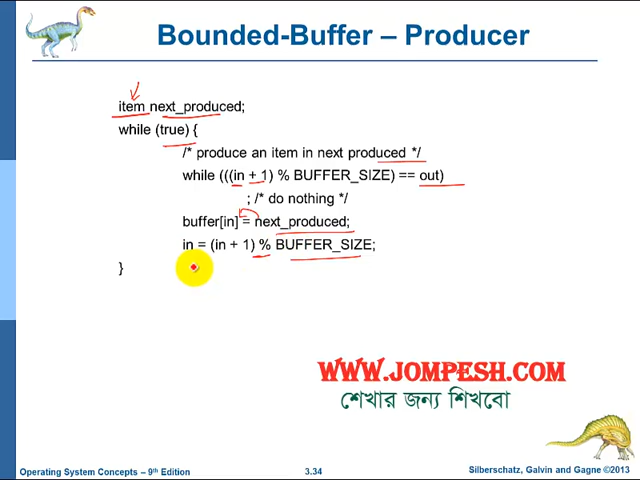 Bounded-Buffer – Producer
item next_produced;
while (true) {
/* produce an item in next produced */
while (((in + 1) % BUFFER_SIZE) == out)
; /* do nothing */
buffer[in] = next_produced;
in = (in + 1) % BUFFER_SIZE;
}
WWW.JOMPESH.COM
শেখার জন্য শিখবো
Operating System Concepts – 9th Edition
3.34
Silberschatz, Galvin and Gagne ©2013